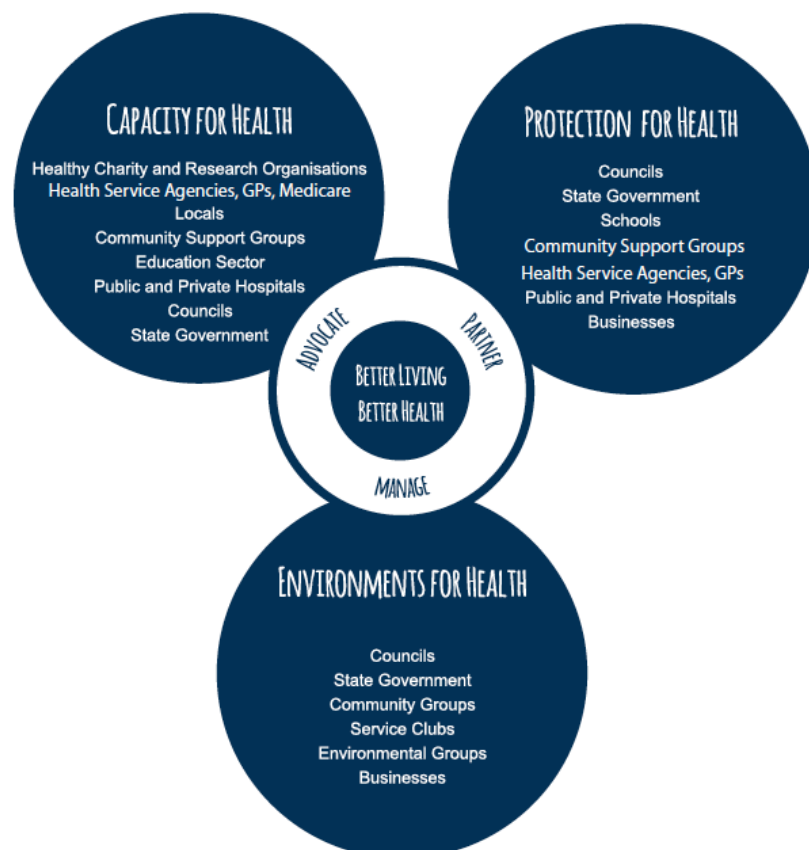 CAPACITY FOR HEALTH
Healthy Charity and Research Organisations
Health Service Agencies, GPs, Medicare
Locals
Community Support Groups
Education Sector
Public and Private Hospitals
Councils
State Government
PROTECTION FOR HEALTH
Councils
State Government
Schools
Community Support Groups
Health Service Agencies, GPs
Public and Private Hospitals
Businesses
ADVOCATE
PARTNER
BETTER LIVING
BETTER HEALTH
MANAGE
ENVIRONMENTS FOR HEALTH
Councils
State Government
Community Groups
Service Clubs
Environmental Groups
Businesses